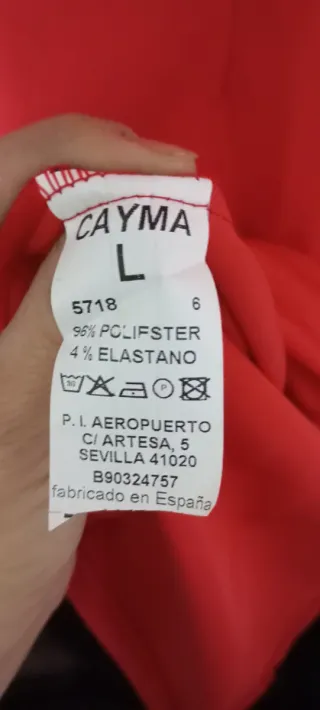 CAYMA
L
5718 6
96% POLIESTER
4% ELASTANO
P
P. I. AEROPUERTO
C/ ARTESA, 5
SEVILLA 41020
B90324757
fabricado en España